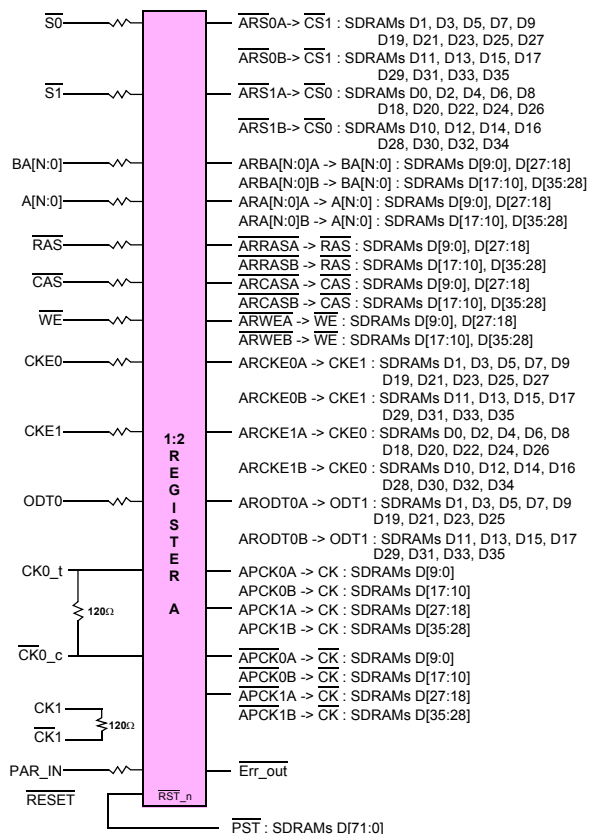 S0
ARS0A-> CS1 : SDRAMs D1, D3, D5, D7, D9
D19, D21, D23, D25, D27
ARS0B-> CS1 : SDRAMs D11, D13, D15, D17
D29, D31, D33, D35
S1
ARS1A-> CS0 : SDRAMs D0, D2, D4, D6, D8
D18, D20, D22, D24, D26
ARS1B-> CS0 : SDRAMs D10, D12, D14, D16
D28, D30, D32, D34
BA[N:0]
ARBA[N:0]A -> BA[N:0] : SDRAMs D[9:0], D[27:18]
ARBA[N:0]B -> BA[N:0] : SDRAMs D[17:10], D[35:28]
A[N:0]
ARA[N:0]A -> A[N:0] : SDRAMs D[9:0], D[27:18]
ARA[N:0]B -> A[N:0] : SDRAMs D[17:10], D[35:28]
RAS
ARRASA -> RAS : SDRAMs D[9:0], D[27:18]
ARRASB -> RAS : SDRAMs D[17:10], D[35:28]
CAS
ARCASA -> CAS : SDRAMs D[9:0], D[27:18]
ARCASB -> CAS : SDRAMs D[17:10], D[35:28]
WE
ARWEA -> WE : SDRAMs D[9:0], D[27:18]
ARWEB -> WE : SDRAMs D[17:10], D[35:28]
CKE0
ARCKE0A -> CKE1 : SDRAMs D1, D3, D5, D7, D9
D19, D21, D23, D25, D27
ARCKE0B -> CKE1 : SDRAMs D11, D13, D15, D17
D29, D31, D33, D35
CKE1
ARCKE1A -> CKE0 : SDRAMs D0, D2, D4, D6, D8
D18, D20, D22, D24, D26
ARCKE1B -> CKE0 : SDRAMs D10, D12, D14, D16
D28, D30, D32, D34
1:2
REGISTER
A
ODT0
ARODT0A -> ODT1 : SDRAMs D1, D3, D5, D7, D9
D19, D21, D23, D25
ARODT0B -> ODT1 : SDRAMs D11, D13, D15, D17
D29, D31, D33, D35
CK0_t
APCK0A -> CK : SDRAMs D[9:0]
APCK0B -> CK : SDRAMs D[17:10]
120Ω
APCK1A -> CK : SDRAMs D[27:18]
APCK1B -> CK : SDRAMs D[35:28]
CK0_c
APCK0A -> CK : SDRAMs D[9:0]
APCK0B -> CK : SDRAMs D[17:10]
APCK1A -> CK : SDRAMs D[27:18]
APCK1B -> CK : SDRAMs D[35:28]
CK1
120Ω
CK1
PAR_IN
Err_out
RESET
RST_n
PST : SDRAMs D[71:0]